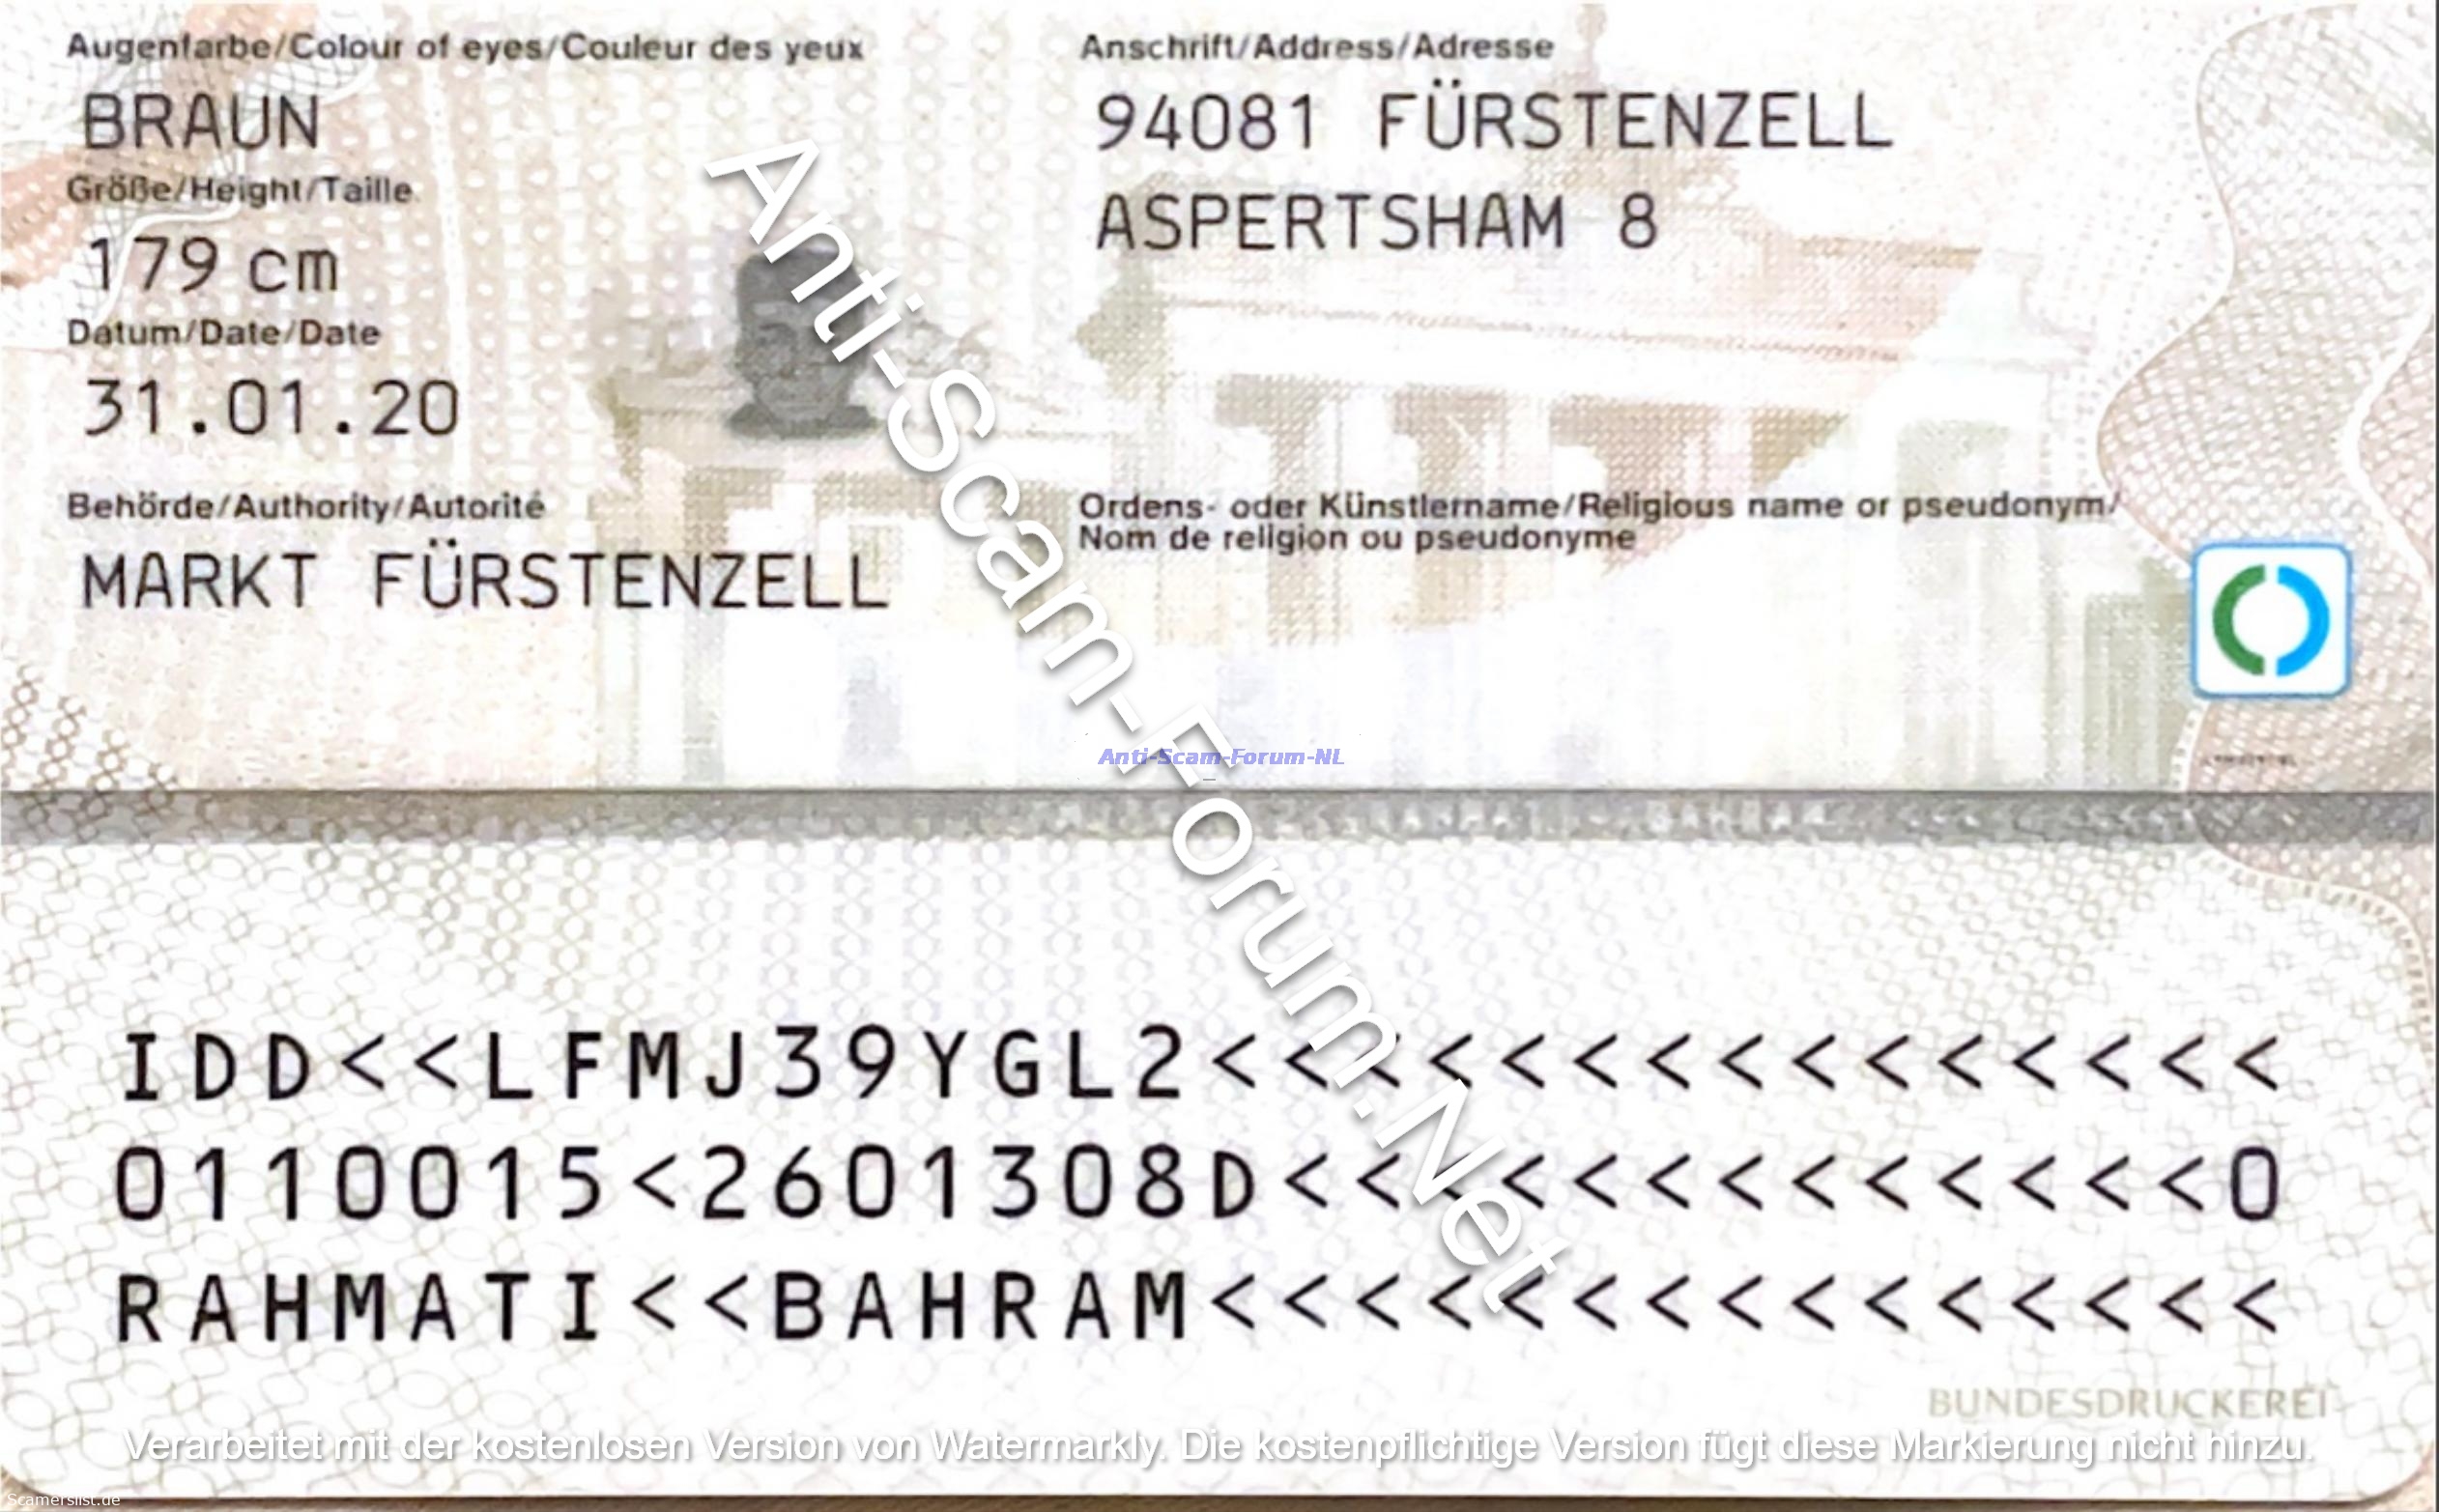 Augenfarbe/Colour of eyes/Couleur des yeux
BRAUN
Größe/Height/Taille
179 cm
Datum/Date/Date
31.01.20
Behörde/Authority/Autorité
MARKT FÜRSTENZELL
Anschrift/Address/Adresse
94081 FÜRSTENZELL
ASPERTSHAM 8
Ordens- oder Künstlername/Religious name or pseudonym/
Nom de religion ou pseudonyme
Anti-Scam-Forum.Net
Anti-Scam-Forum-NL
IDD<<LFMJ39YGL2<<<<<<<<<<<<<<<
0110015<2601308D<<<<<<<<<<<<<0
RAHMATI<<BAHRAM<<<<<<<<<<<<<<<
BUNDESDRUCKEREI
Verarbeitet mit der kostenlosen Version von Watermarkly. Die kostenpflichtige Version fügt diese Markierung nicht hinzu.
Scamerslist.de